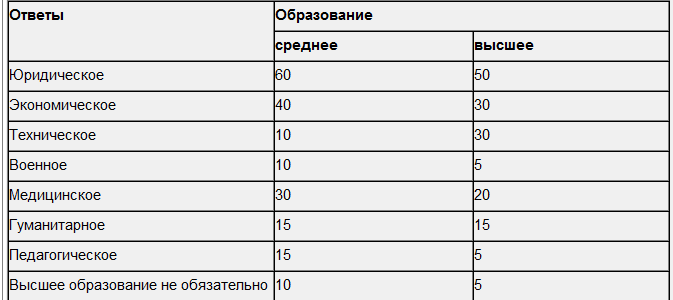 Ответы Образование
среднее высшее
Юридическое 60 50
Экономическое 40 30
Техническое 10 30
Военное 10 5
Медицинское 30 20
Гуманитарное 15 15
Педагогическое 15 5
Высшее образование не обязательно 10 5